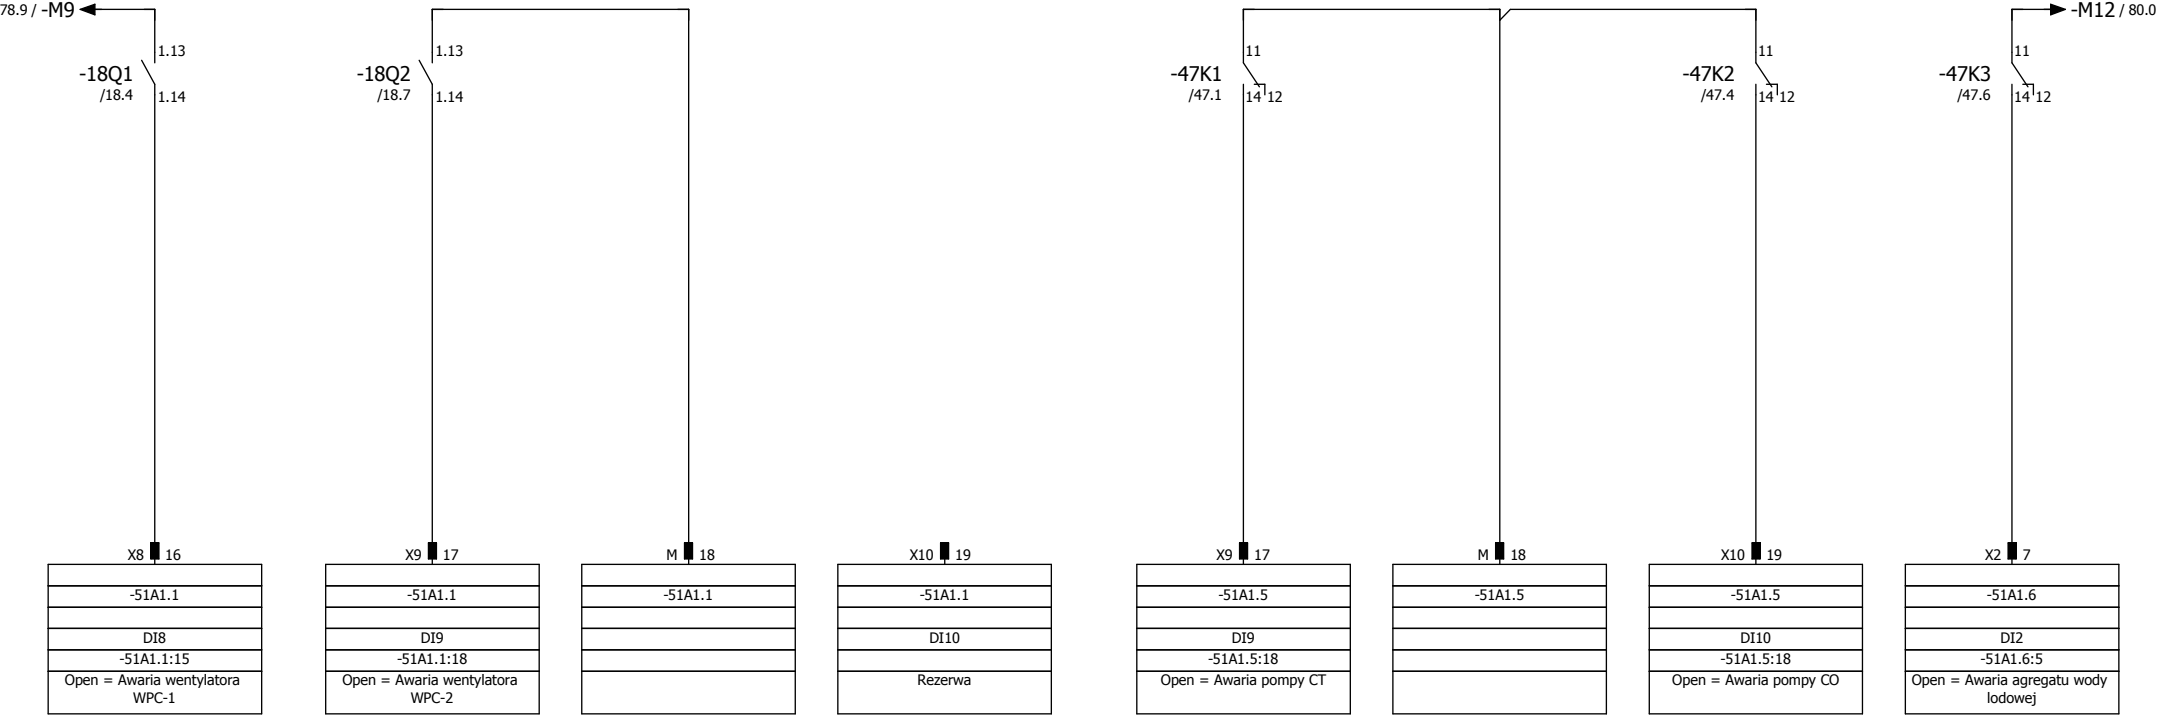 78.9 / -M9
-M12 / 80.0
1.13
-18Q1
/18.4
1.14
1.13
-18Q2
/18.7
1.14
11
-47K1
/47.1
14 12
11
-47K2
/47.4
14 12
11
-47K3
/47.6
14 12
X8 16
X9 17
M 18
X10 19
X9 17
M 18
X10 19
X2 7
-51A1.1
-51A1.1
-51A1.1
-51A1.1
-51A1.5
-51A1.5
-51A1.5
-51A1.6
DI8
DI9
DI10
DI9
DI10
DI2
-51A1.1:15
-51A1.1:18
-51A1.5:18
-51A1.5:18
-51A1.6:5
Open = Awaria wentylatora
WPC-1
Open = Awaria wentylatora
WPC-2
Rezerwa
Open = Awaria pompy CT
Open = Awaria pompy CO
Open = Awaria agregatu wody
lodowej